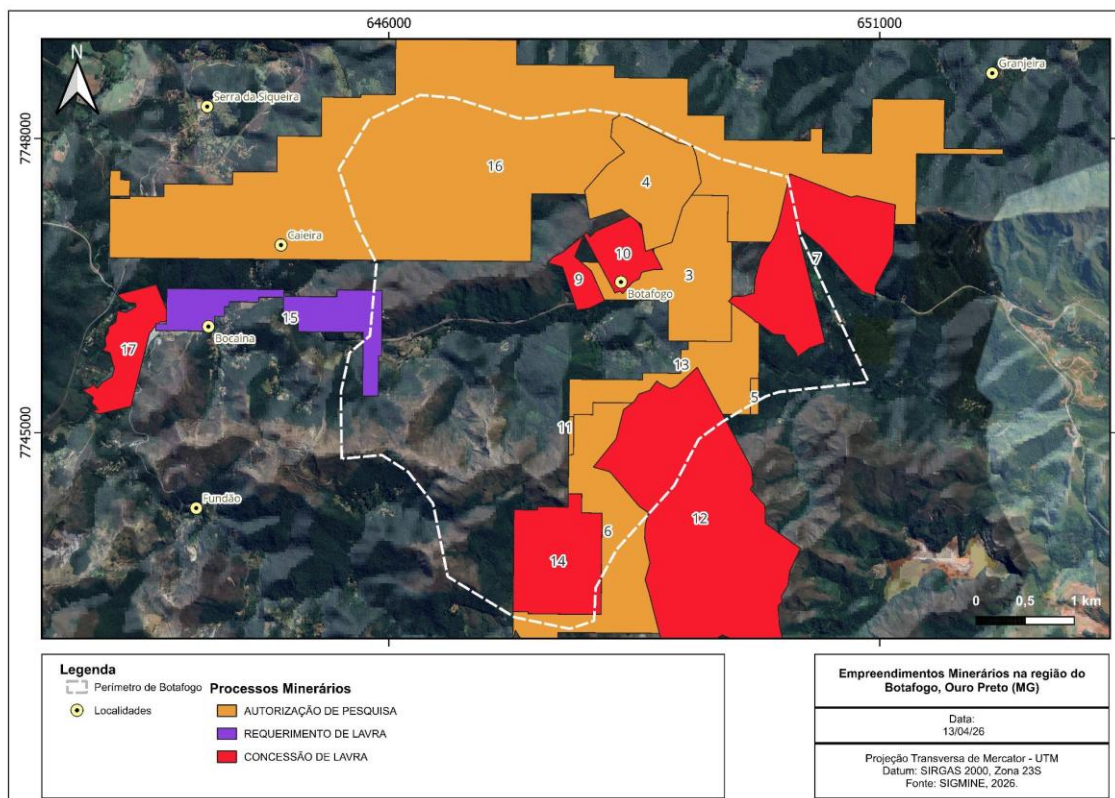 646000
651000
N
Granjeira
Serra da Siqueira
7748000
7748000
16
4
Caieira
10
3
9
7
Botafogo
15
17
Bocaina
13
5
7745000
7745000
11
Fundão
12
6
14
0 0,5 1 km
Legenda
Perímetro de Botafogo
Localidades
Processos Minerários
AUTORIZAÇÃO DE PESQUISA
REQUERIMENTO DE LAVRA
CONCESSÃO DE LAVRA
Empreendimentos Minerários na região do
Botafogo, Ouro Preto (MG)
Data:
13/04/26
Projeção Transversa de Mercator - UTM
Datum: SIRGAS 2000, Zona 23S
Fonte: SIGMINE, 2026.